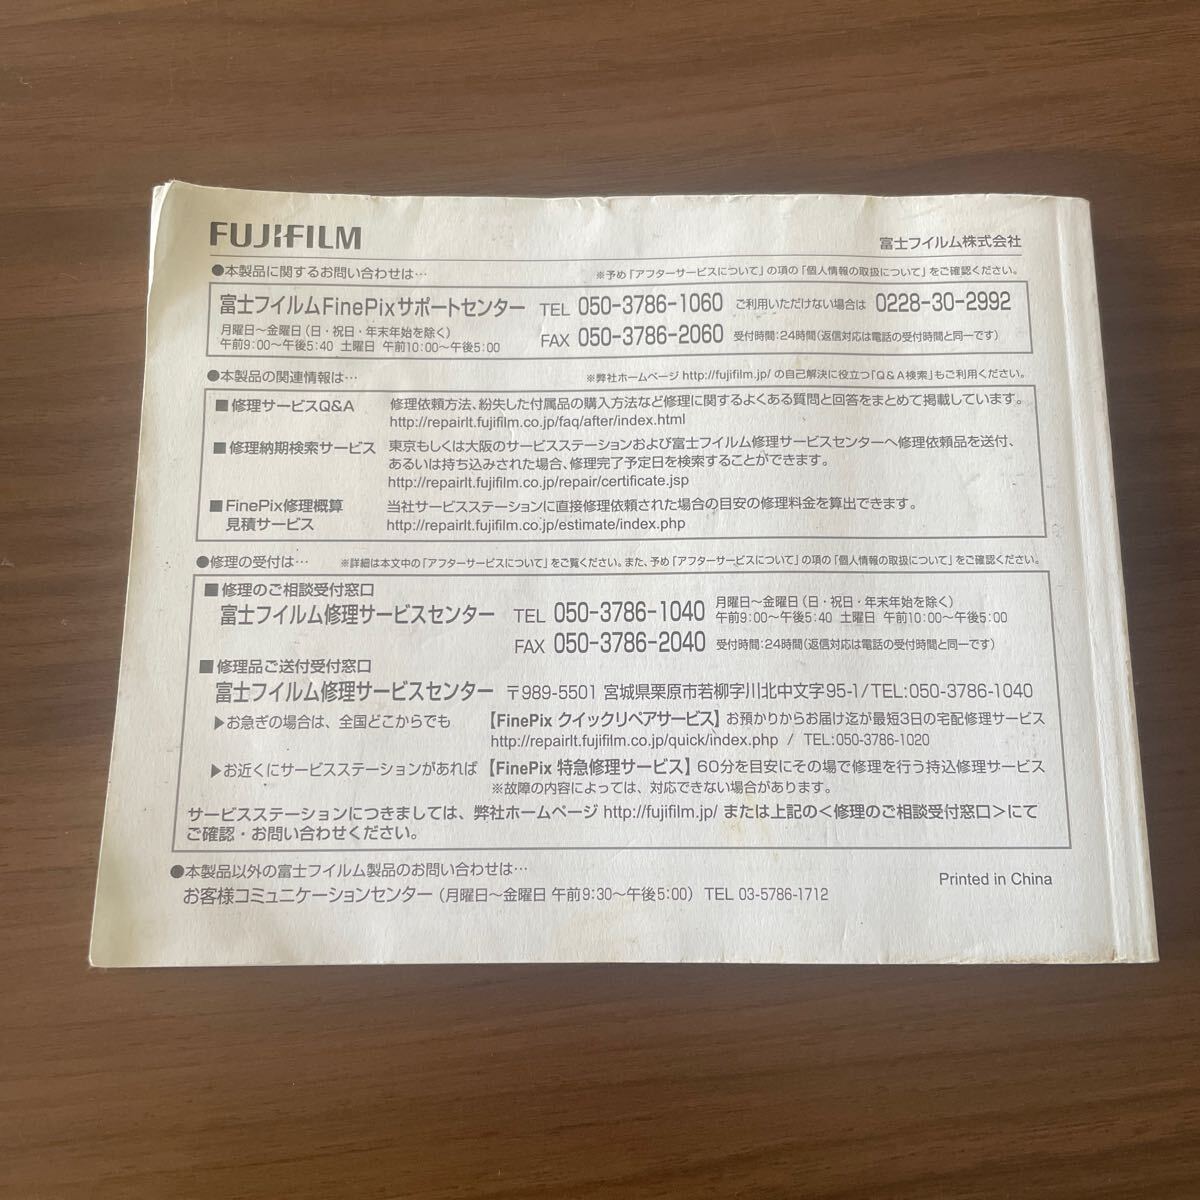 FUJIFILM
富士フイルム株式会社
●本製品に関するお問い合わせは…
※予め「アフターサービスについて」の項の「個人情報の取扱について」をご確認ください。
富士フイルムFinePixサポートセンター TEL 050-3786-1060 ご利用いただけない場合は 0228-30-2992
月曜日～金曜日(日・祝日・年末年始を除く)
午前9:00～午後5:40 土曜日 午前10:00～午後5:00
FAX 050-3786-2060 受付時間:24時間(返信対応は電話の受付時間と同一です)
●本製品の関連情報は…
※弊社ホームページ http://fujifilm.jp/ の自己解決に役立つ「Q&A検索」もご利用ください。
■修理サービスQ&A 修理依頼方法、紛失した付属品の購入方法など修理に関するよくある質問と回答をまとめて掲載しています。
http://repairlt.fujifilm.co.jp/faq/after/index.html
■修理納期検索サービス 東京もしくは大阪のサービスステーションおよび富士フイルム修理サービスセンターへ修理依頼品を送付、
あるいは持ち込みされた場合、修理完了予定日を検索することができます。
http://repairlt.fujifilm.co.jp/repair/certificate.jsp
■FinePix修理概算 当社サービスステーションに直接修理依頼された場合の目安の修理料金を算出できます。
見積サービス http://repairlt.fujifilm.co.jp/estimate/index.php
●修理の受付は… ※詳細は本文中の「アフターサービスについて」をご覧ください。また、予め「アフターサービスについて」の項の「個人情報の取扱について」をご確認ください。
■修理のご相談受付窓口
富士フイルム修理サービスセンター TEL 050-3786-1040 月曜日～金曜日(日・祝日・年末年始を除く)
午前9:00～午後5:40 土曜日 午前10:00～午後5:00
FAX 050-3786-2040 受付時間:24時間(返信対応は電話の受付時間と同一です)
■修理品ご送付受付窓口
富士フイルム修理サービスセンター 〒989-5501 宮城県栗原市若柳字川北中文字95-1/TEL:050-3786-1040
▶お急ぎの場合は、全国どこからでも 【FinePix クイックリペアサービス】お預かりからお届け迄が最短3日の宅配修理サービス
http://repairlt.fujifilm.co.jp/quick/index.php / TEL:050-3786-1020
▶お近くにサービスステーションがあれば 【FinePix 特急修理サービス】60分を目安にその場で修理を行う持込修理サービス
※故障の内容によっては、対応できない場合があります。
サービスステーションにつきましては、弊社ホームページ http://fujifilm.jp/ または上記の<修理のご相談受付窓口>にて
ご確認・お問い合わせください。
●本製品以外の富士フイルム製品のお問い合わせは…
お客様コミュニケーションセンター(月曜日～金曜日 午前9:30～午後5:00) TEL 03-5786-1712
Printed in China